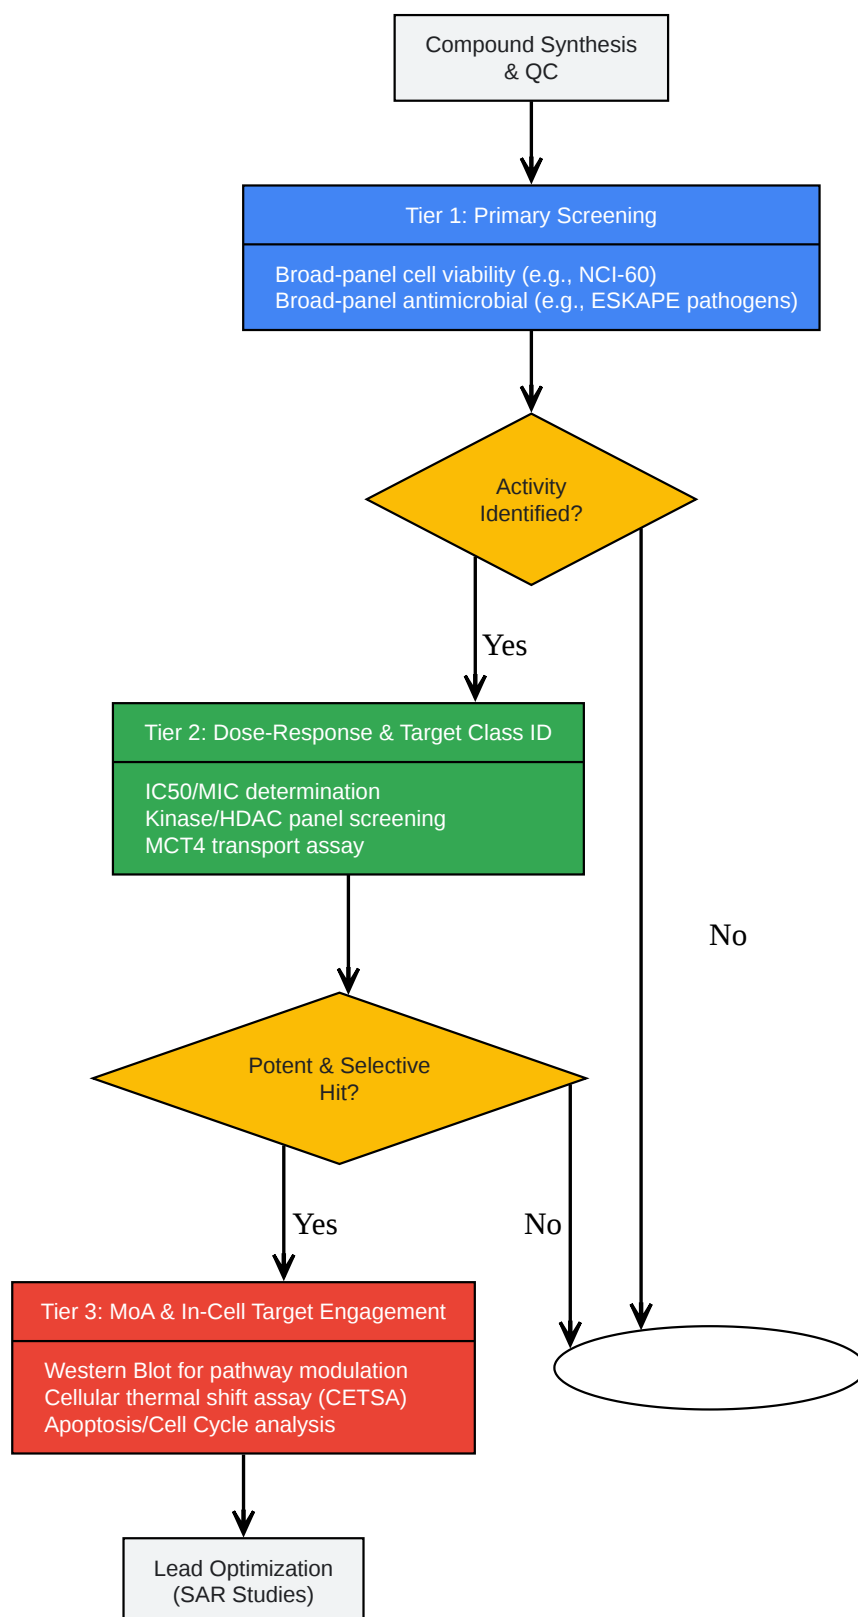 Compound Synthesis
& QC
Tier 1: Primary Screening
Broad-panel cell viability (e.g., NCI-60)
Broad-panel antimicrobial (e.g., ESKAPE pathogens)
Activity
Identified?
Yes
No
Tier 2: Dose-Response & Target Class ID
IC50/MIC determination
Kinase/HDAC panel screening
MCT4 transport assay
Potent & Selective
Hit?
Yes
No
Tier 3: MoA & In-Cell Target Engagement
Western Blot for pathway modulation
Cellular thermal shift assay (CETSA)
Apoptosis/Cell Cycle analysis
Lead Optimization
(SAR Studies)